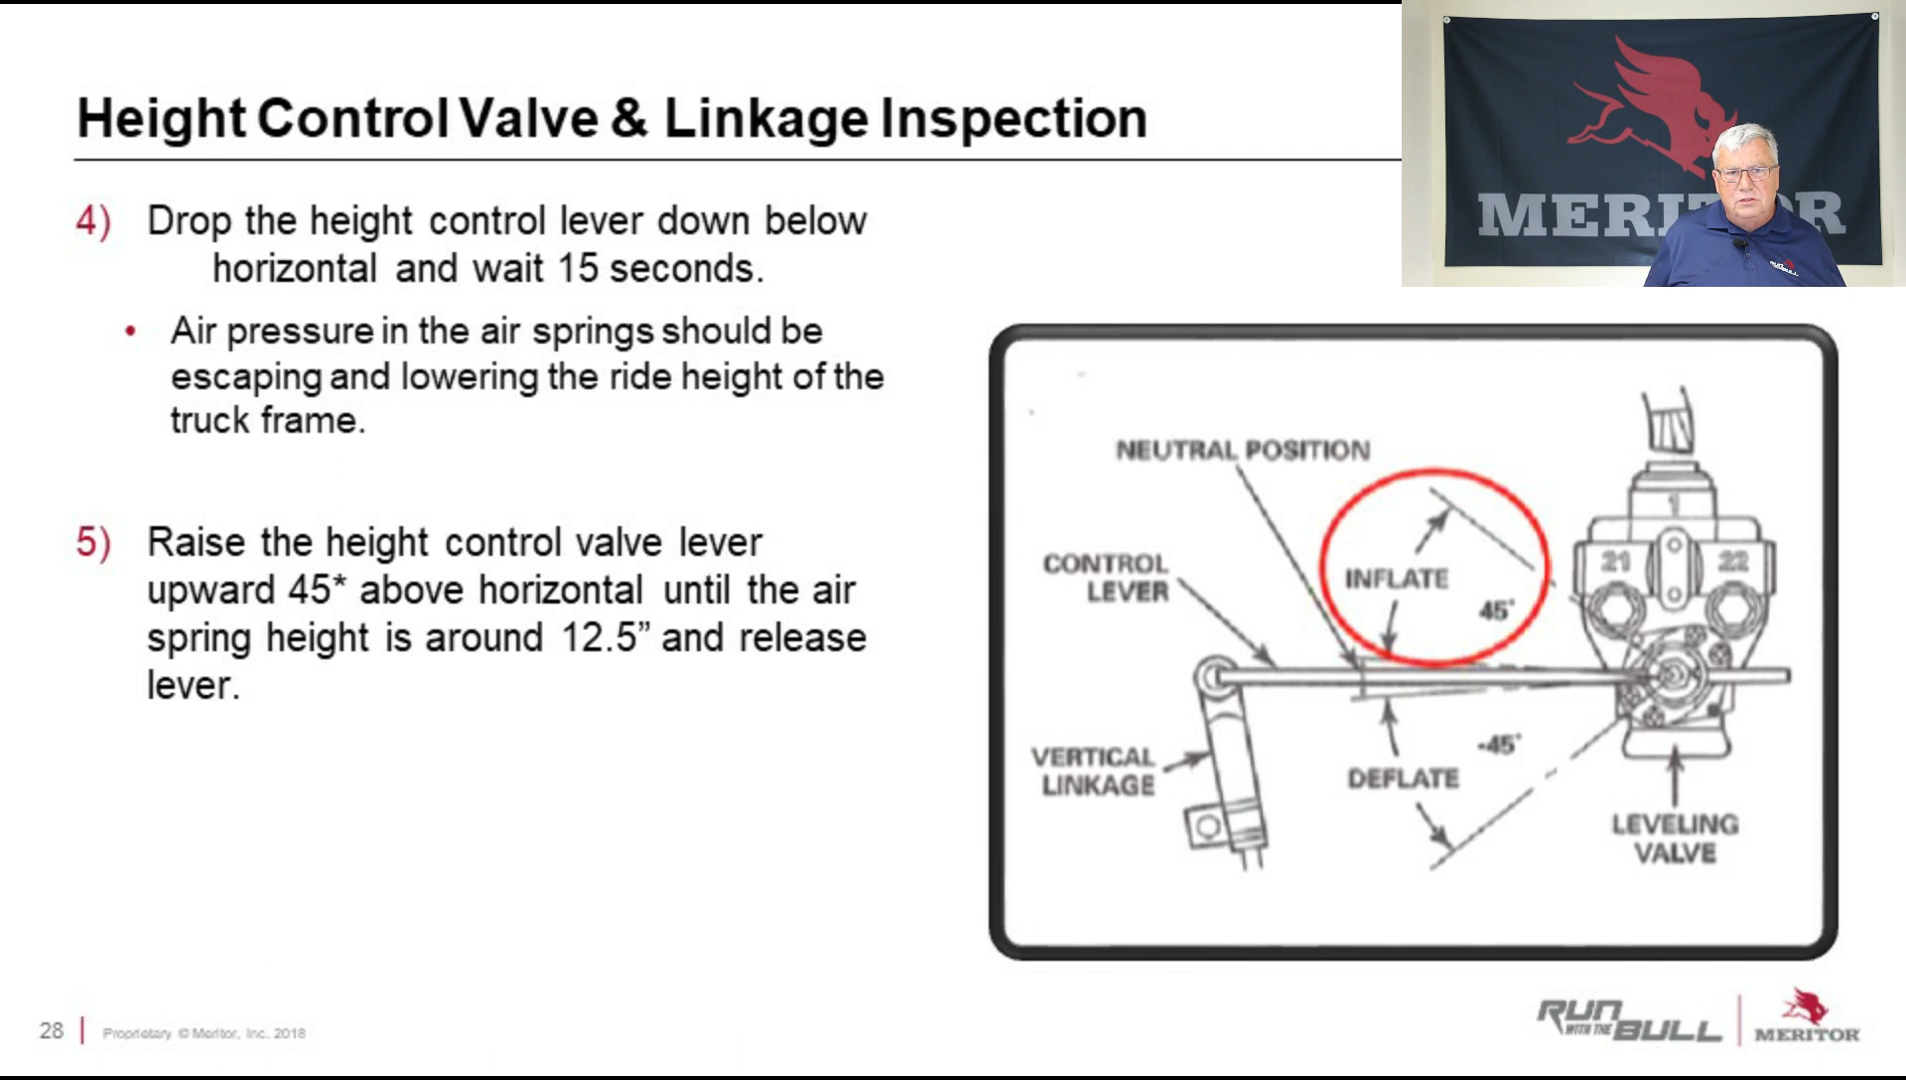 Height Control Valve & Linkage Inspection
4) Drop the height control lever down below
horizontal and wait 15 seconds.
• Air pressure in the air springs should be
escaping and lowering the ride height of the
truck frame.
5) Raise the height control valve lever
upward 45* above horizontal until the air
spring height is around 12.5” and release
lever.
MERITOR
NEUTRAL POSITION
CONTROL
LEVER
INFLATE
45°
1
21 22
VERTICAL
LINKAGE
-45°
DEFLATE
LEVELING
VALVE
28
Proprietary © Meritor, Inc. 2018
RUN
WITH THE BULL
MERITOR